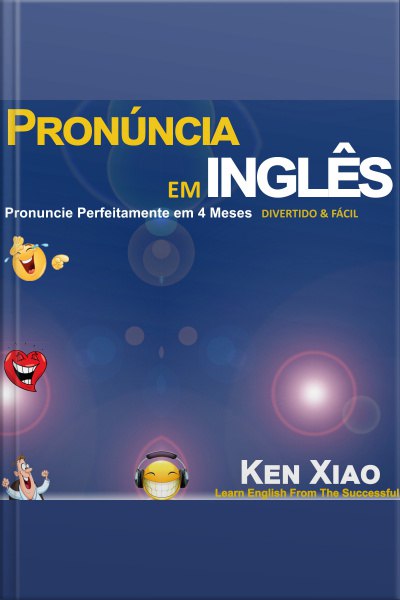 PRONÚNCIA
EM INGLÊS
Pronuncie Perfeitamente em 4 Meses DIVERTIDO & FÁCIL
KEN XIAO
Learn English From The Successful